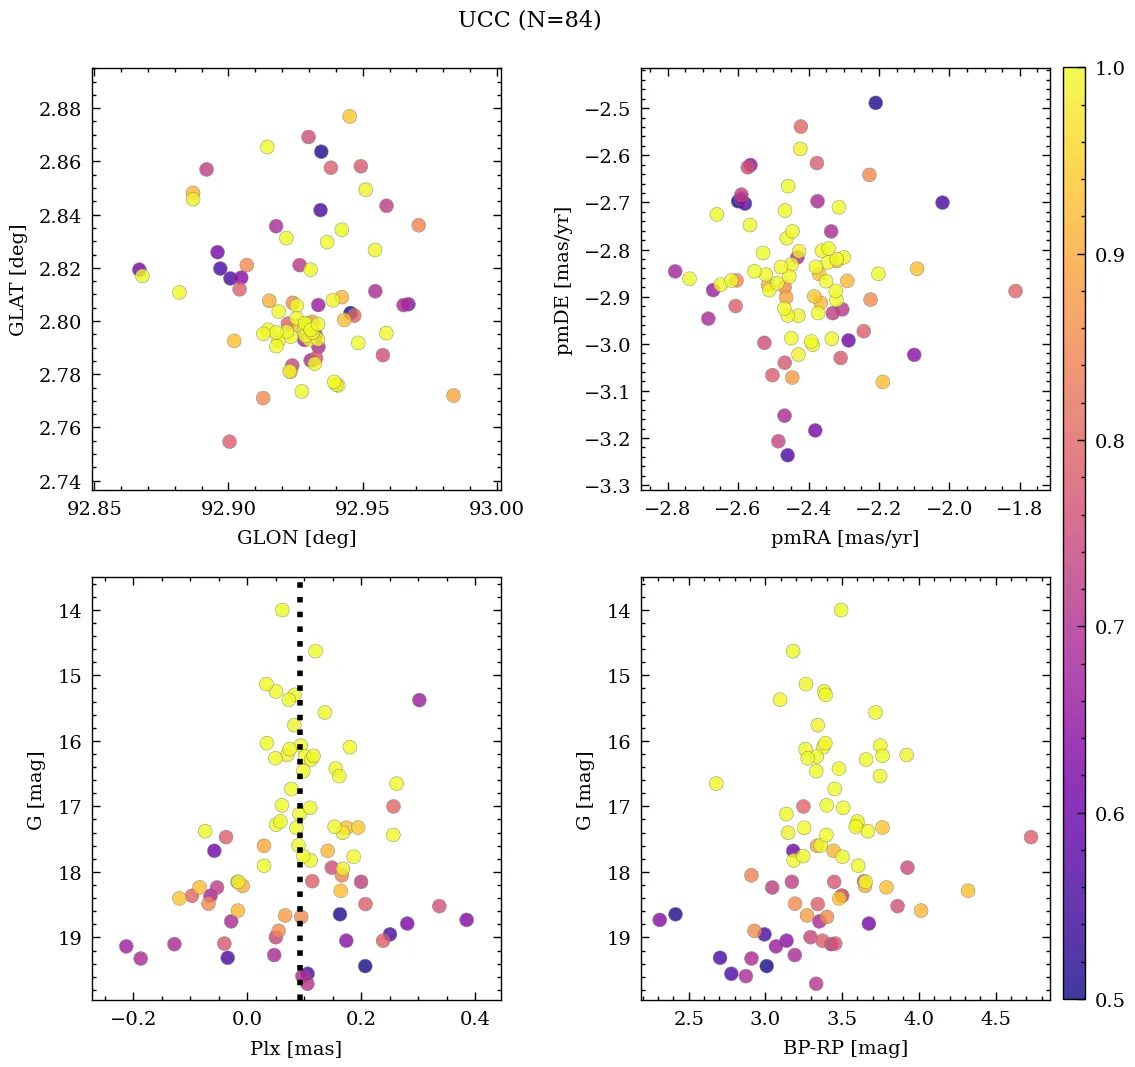 UCC (N=84)
2.88
2.86
2.84
2.82
2.80
2.78
2.76
2.74
GLAT [deg]
92.85 92.90 92.95 93.00
GLON [deg]
−2.5
−2.6
−2.7
−2.8
−2.9
−3.0
−3.1
−3.2
−3.3
pmDE [mas/yr]
−2.8 −2.6 −2.4 −2.2 −2.0 −1.8
pmRA [mas/yr]
14
15
16
17
18
19
G [mag]
−0.2 0.0 0.2 0.4
Plx [mas]
14
15
16
17
18
19
G [mag]
2.5 3.0 3.5 4.0 4.5
BP-RP [mag]
1.0
0.9
0.8
0.7
0.6
0.5